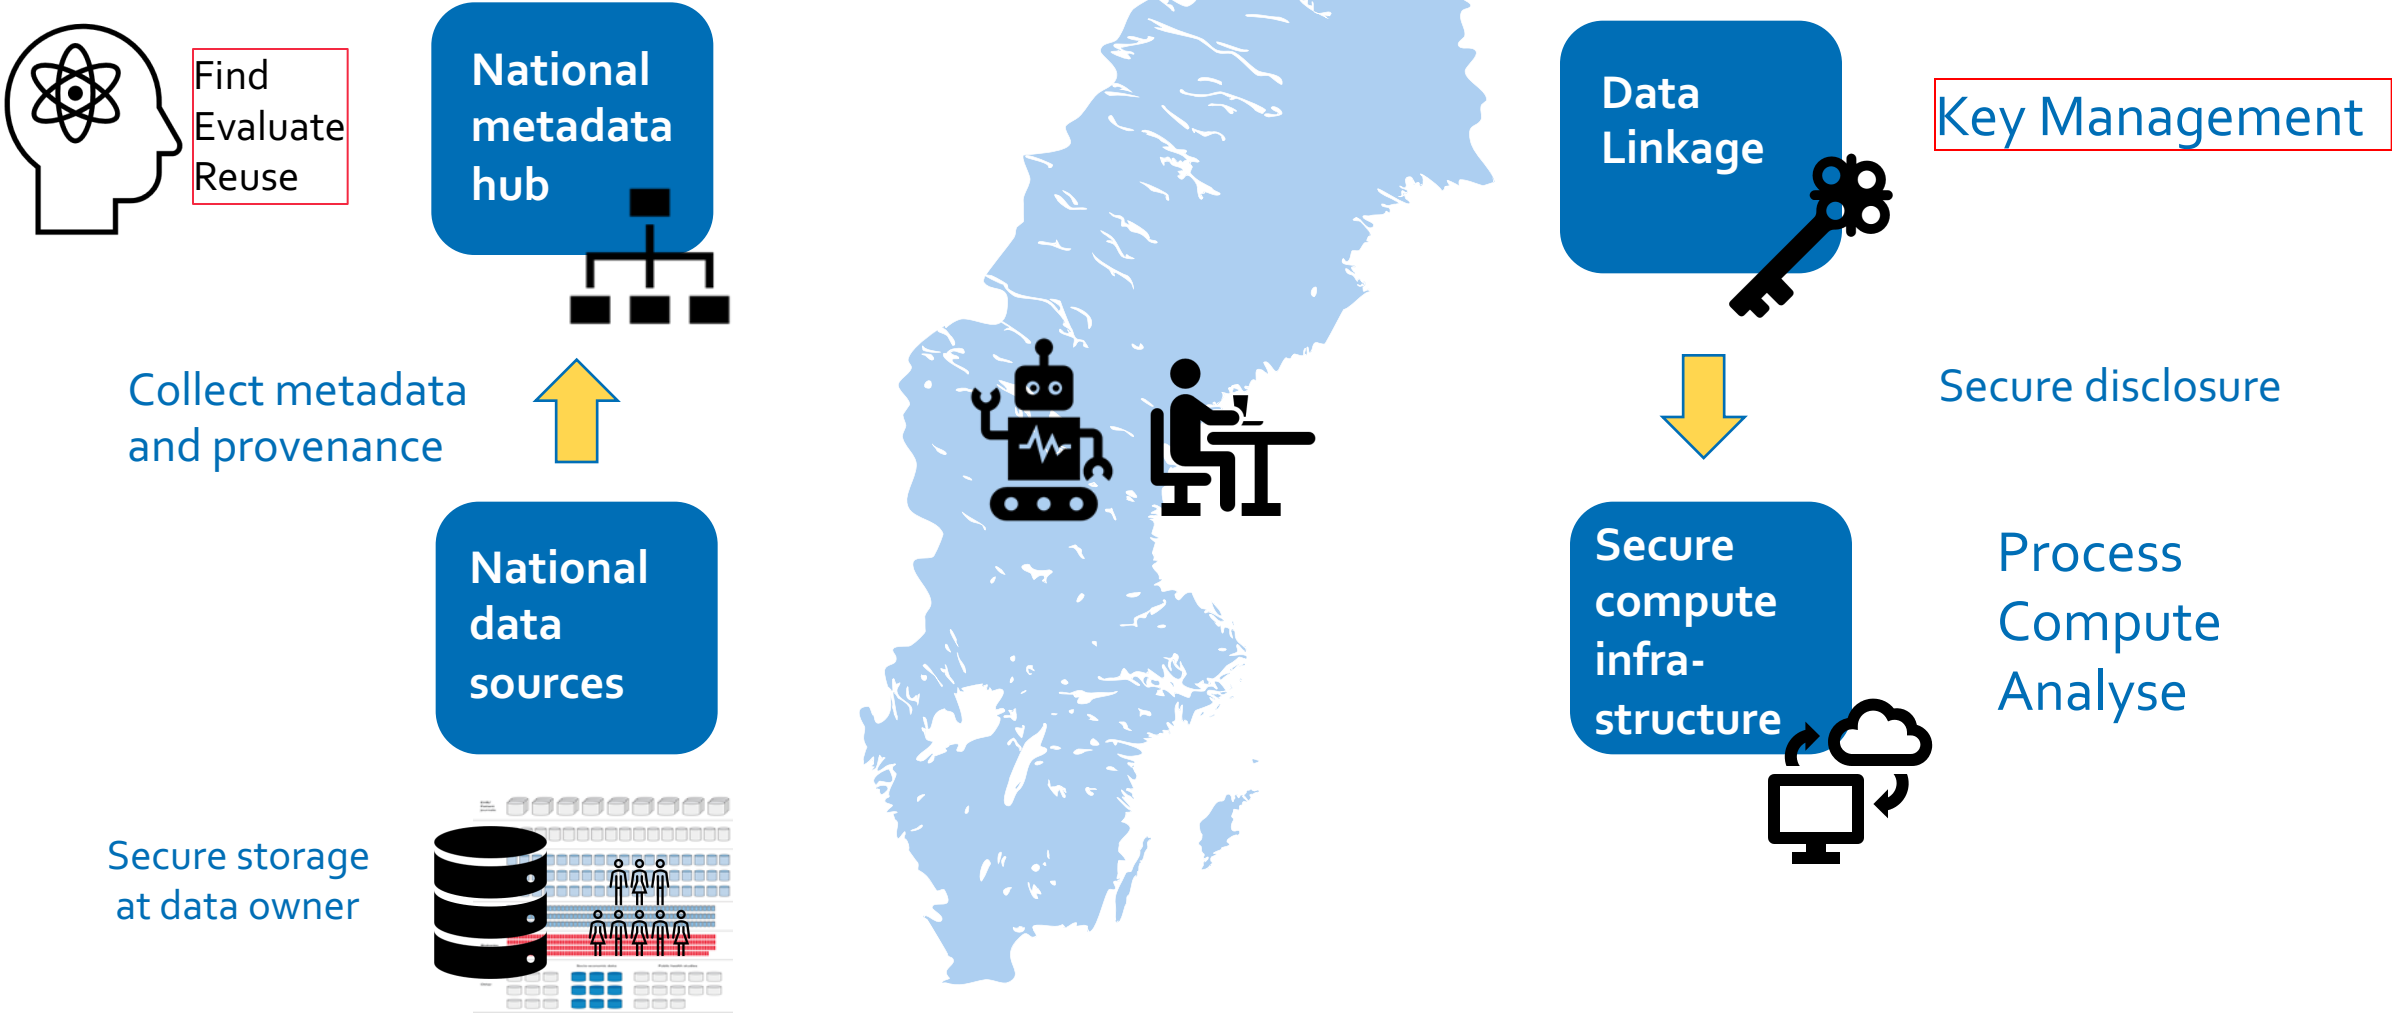 Find
Evaluate
Reuse
National
metadata
hub
Collect metadata
and provenance
National
data
sources
Secure storage
at data owner
Data
Linkage
Key Management
Secure disclosure
Secure
compute
infra-
structure
Process
Compute
Analyse